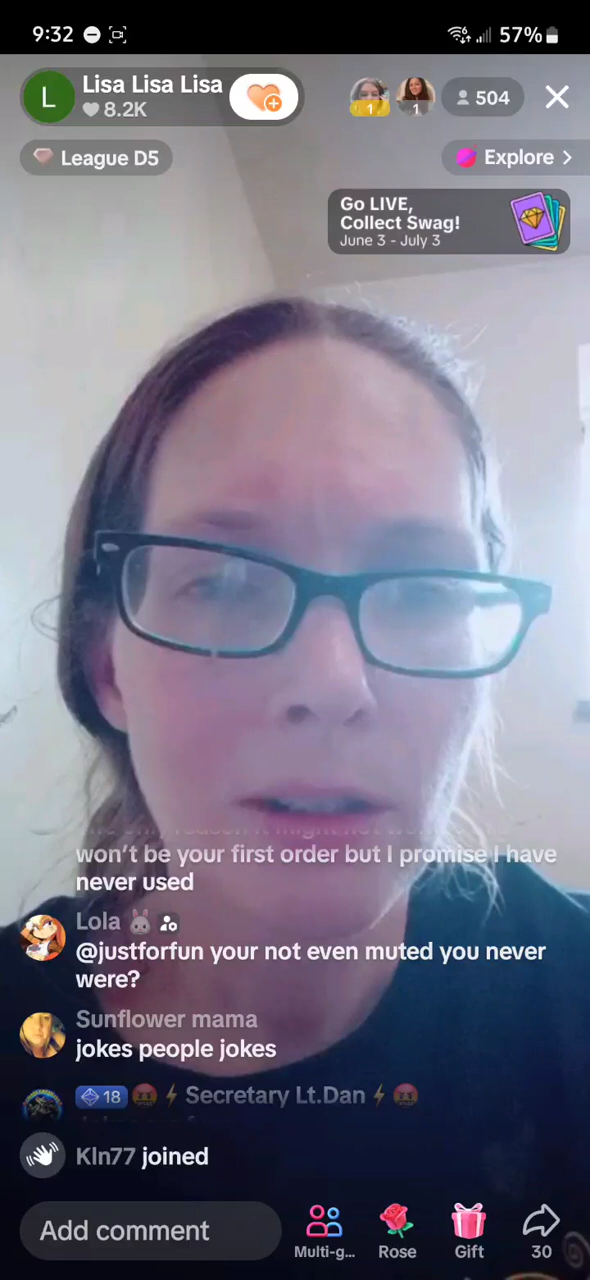 9:32
57%
L
Lisa Lisa Lisa
8.2K
1
1
504
League D5
Explore >
Go LIVE,
Collect Swag!
June 3 - July 3
won't be your first order but I promise I have
never used
Lola
@justforfun your not even muted you never
were?
Sunflower mama
jokes people jokes
18 Secretary Lt.Dan
Kln77 joined
Add comment
Multi-g...
Rose
Gift
30